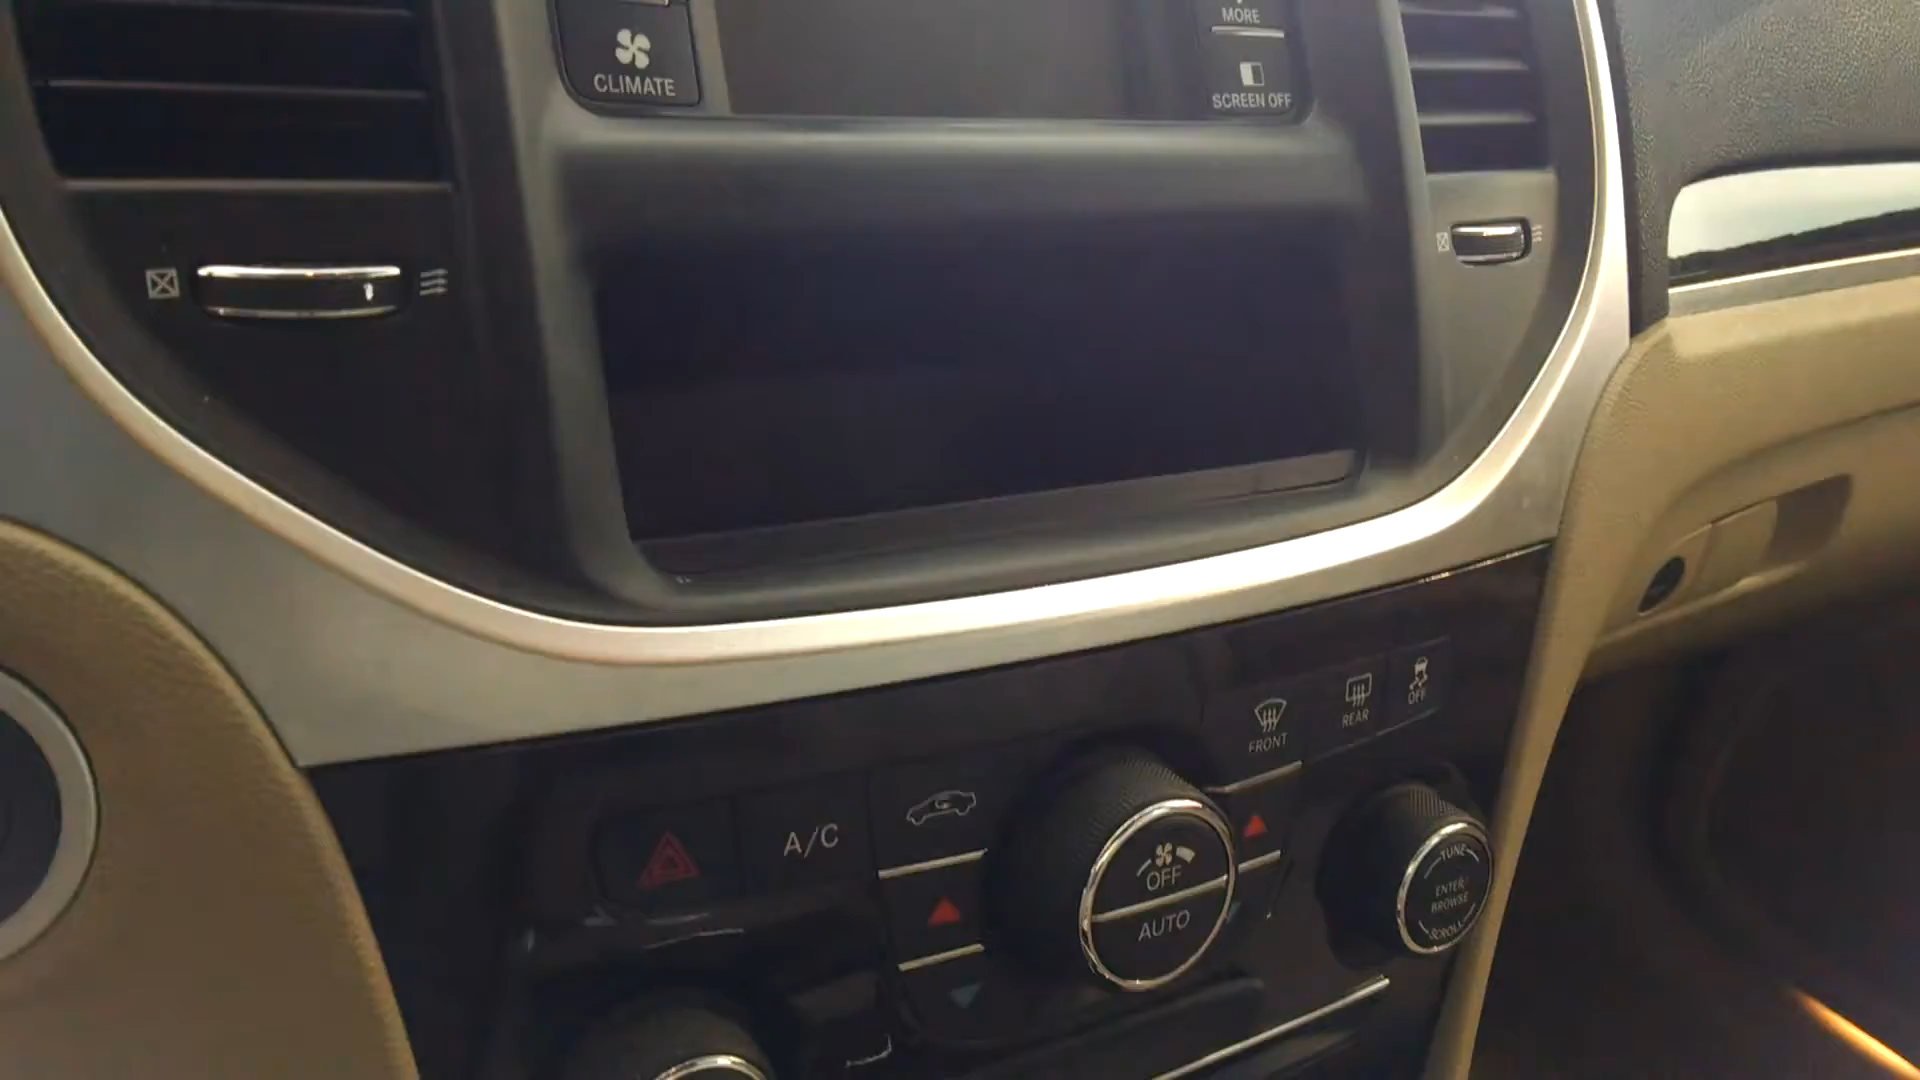 MORE
CLIMATE
SCREEN OFF
OFF
REAR
FRONT
A/C
OFF
AUTO
TUNE
ENTER/
BROWSE
SCROLL